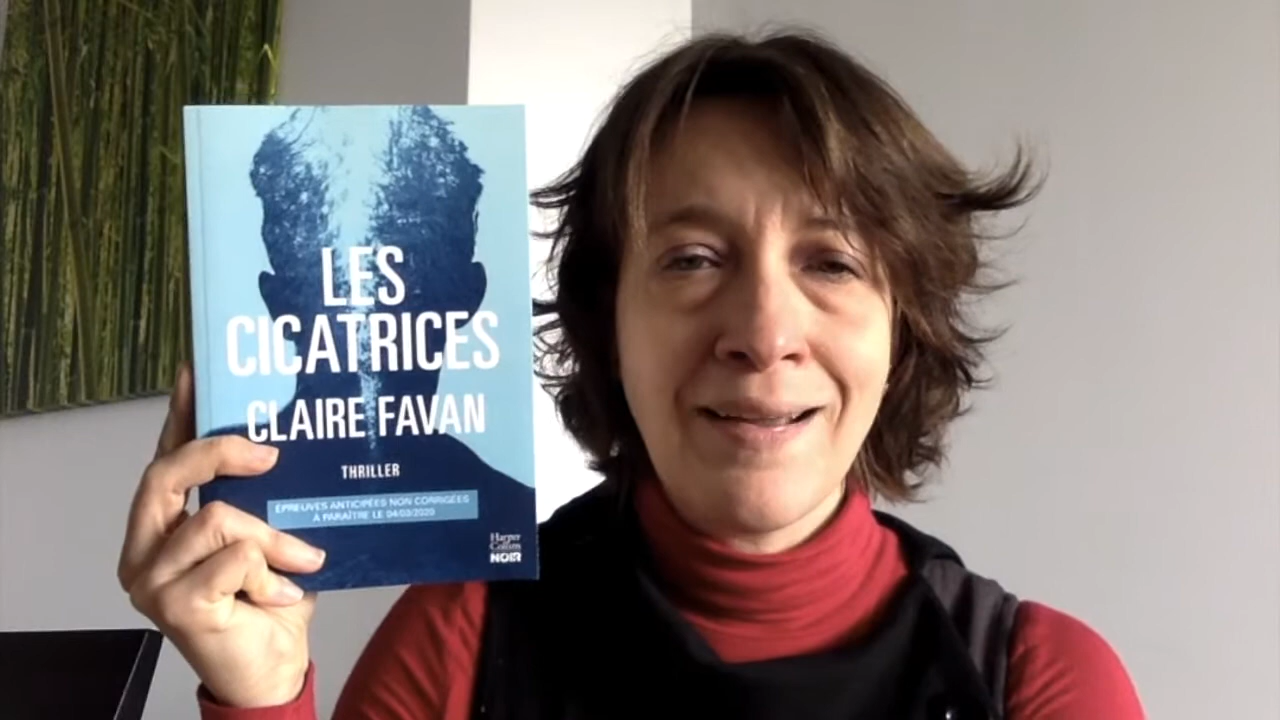 LES
CICATRICES
CLAIRE FAVAN
THRILLER
ÉPREUVES ANTICIPÉES NON CORRIGÉES
À PARAÎTRE LE 04/03/2020
Harper
Collins
NOIR